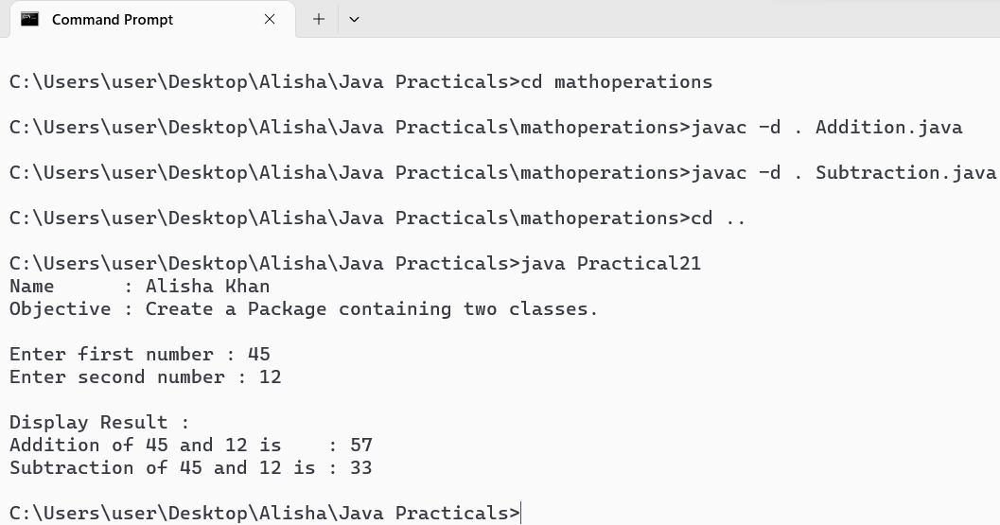 Command Prompt
C:\Users\user\Desktop\Alisha\Java Practicals>cd mathoperations
C:\Users\user\Desktop\Alisha\Java Practicals\mathoperations>javac -d . Addition.java
C:\Users\user\Desktop\Alisha\Java Practicals\mathoperations>javac -d . Subtraction.java
C:\Users\user\Desktop\Alisha\Java Practicals\mathoperations>cd ..
C:\Users\user\Desktop\Alisha\Java Practicals>java Practical21
Name      : Alisha Khan
Objective : Create a Package containing two classes.
Enter first number : 45
Enter second number : 12
Display Result :
Addition of 45 and 12 is    : 57
Subtraction of 45 and 12 is : 33
C:\Users\user\Desktop\Alisha\Java Practicals>